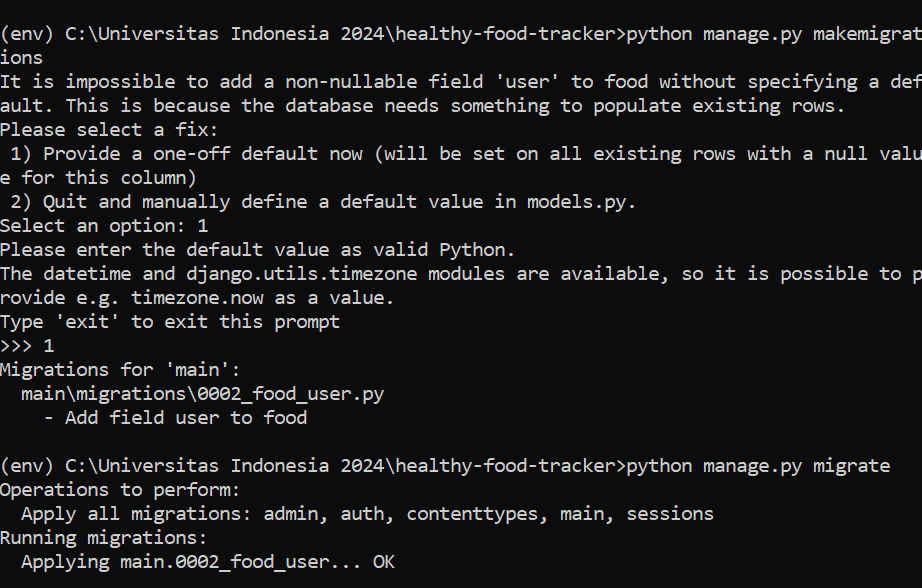 (env) C:\Universitas Indonesia 2024\healthy-food-tracker>python manage.py makemigrat
ions
It is impossible to add a non-nullable field 'user' to food without specifying a def
ault. This is because the database needs something to populate existing rows.
Please select a fix:
 1) Provide a one-off default now (will be set on all existing rows with a null valu
e for this column)
 2) Quit and manually define a default value in models.py.
Select an option: 1
Please enter the default value as valid Python.
The datetime and django.utils.timezone modules are available, so it is possible to p
rovide e.g. timezone.now as a value.
Type 'exit' to exit this prompt
>>> 1
Migrations for 'main':
  main\migrations\0002_food_user.py
    - Add field user to food
(env) C:\Universitas Indonesia 2024\healthy-food-tracker>python manage.py migrate
Operations to perform:
  Apply all migrations: admin, auth, contenttypes, main, sessions
Running migrations:
  Applying main.0002_food_user... OK